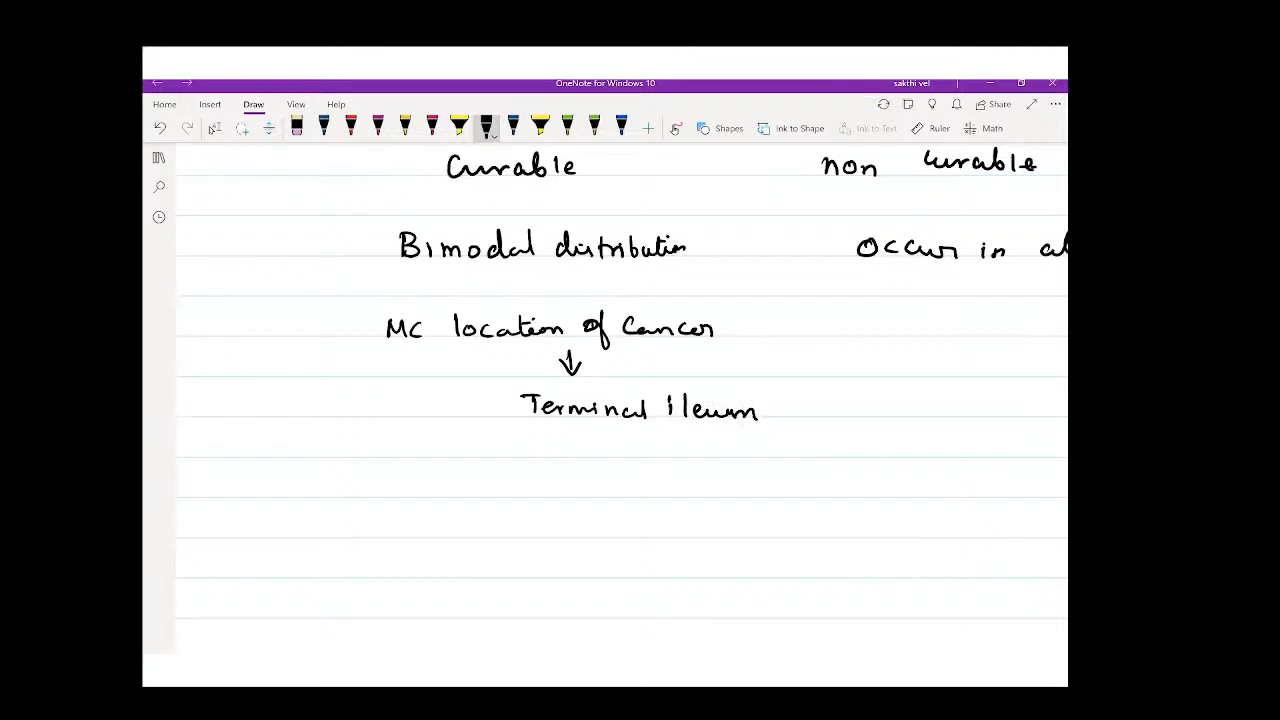 OneNote for Windows 10 sakthi vel
Home Insert Draw View Help Share
Shapes Ink to Shape Ink to Text Ruler Math
Curable non curable
Bimodal distribution Occur in
MC location of Cancer
↓
Terminal ileum